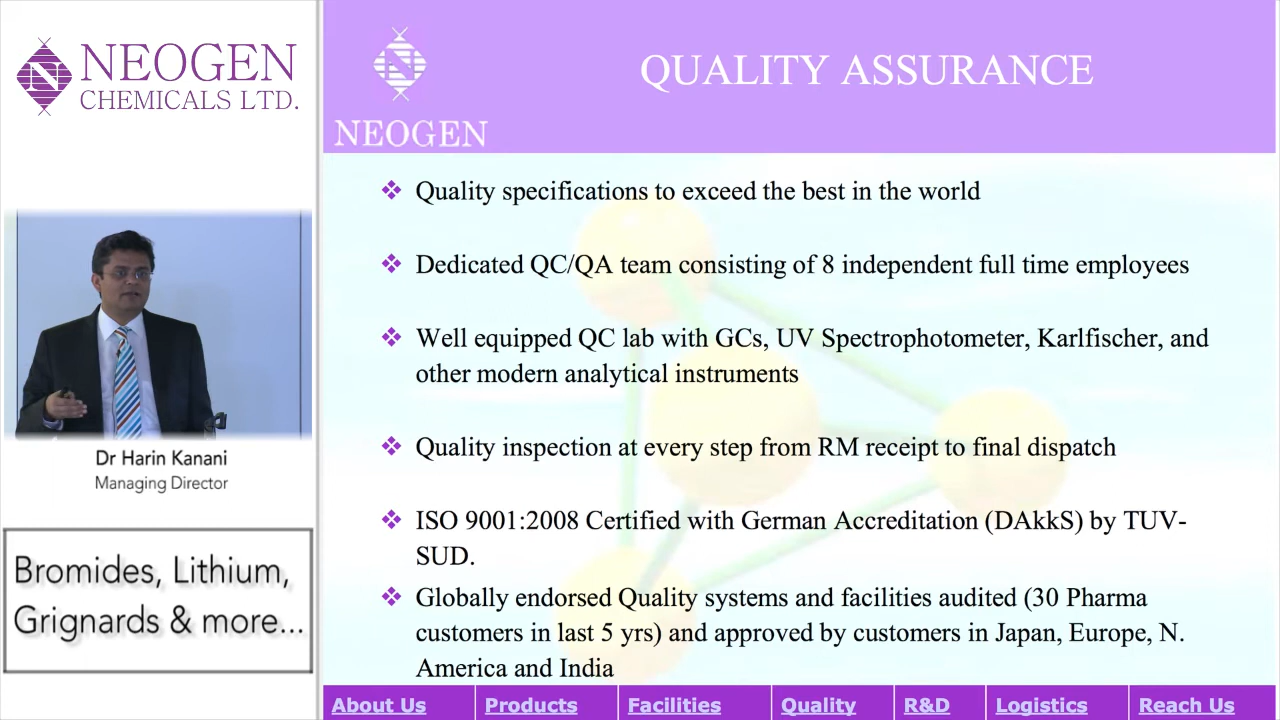 NEOGEN
CHEMICALS LTD.
Dr Harin Kanani
Managing Director
Bromides, Lithium,
Grignards & more...
NEOGEN
QUALITY ASSURANCE
❖ Quality specifications to exceed the best in the world
❖ Dedicated QC/QA team consisting of 8 independent full time employees
❖ Well equipped QC lab with GCs, UV Spectrophotometer, Karlfischer, and
other modern analytical instruments
❖ Quality inspection at every step from RM receipt to final dispatch
❖ ISO 9001:2008 Certified with German Accreditation (DAkkS) by TUV-
SUD.
❖ Globally endorsed Quality systems and facilities audited (30 Pharma
customers in last 5 yrs) and approved by customers in Japan, Europe, N.
America and India
About Us Products Facilities Quality R&D Logistics Reach Us